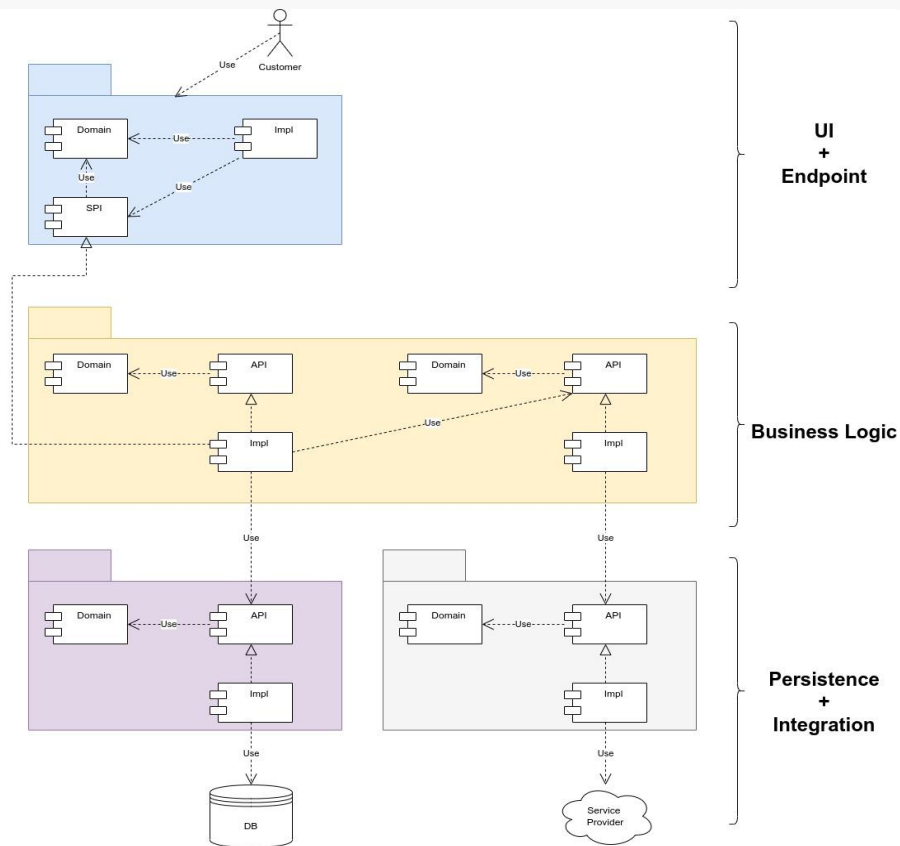 Customer
Use
Domain
Use
Impl
Use
Use
SPI
UI
+
Endpoint
Domain
Use
API
Domain
Use
API
Use
Impl
Impl
Business Logic
Use
Use
Domain
Use
API
Domain
Use
API
Impl
Impl
Persistence
+
Integration
Use
Use
DB
Service
Provider